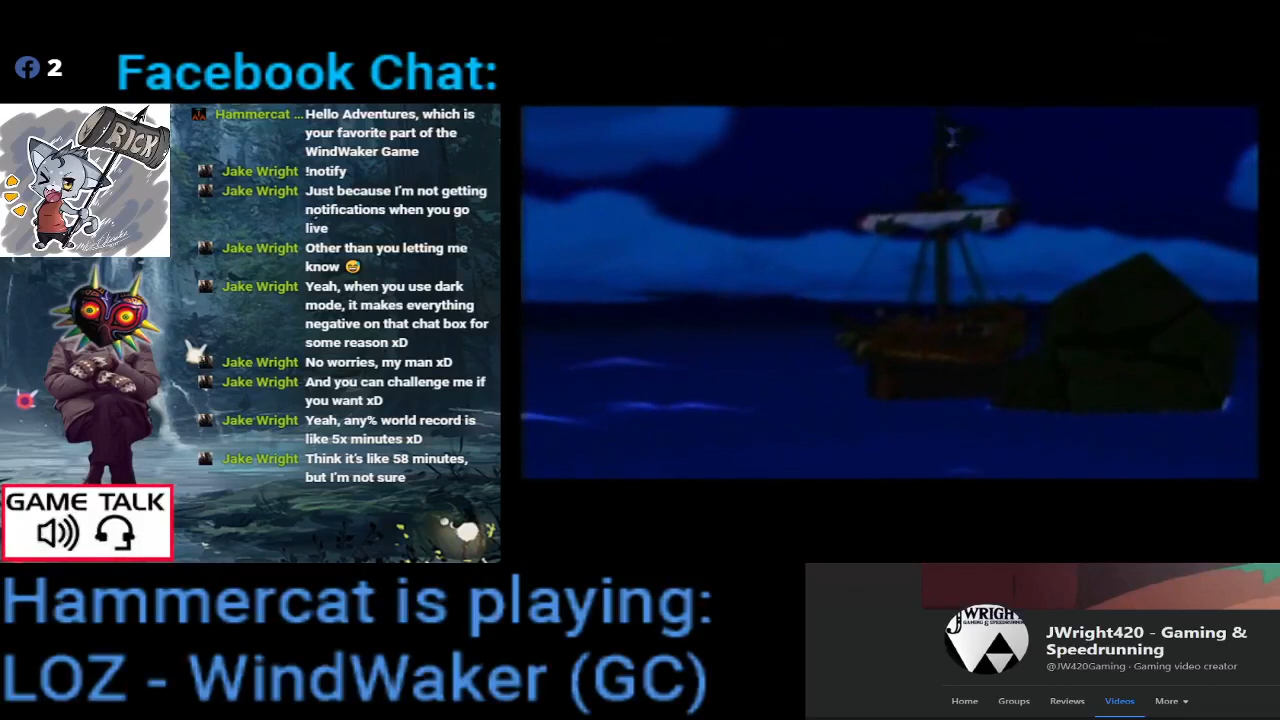 2
Facebook Chat:
RICK
Hammercat ... Hello Adventures, which is
your favorite part of the
WindWaker Game
Jake Wright !notify
Jake Wright Just because I'm not getting
notifications when you go
live
Jake Wright Other than you letting me
know 😅
Jake Wright Yeah, when you use dark
mode, it makes everything
negative on that chat box for
some reason xD
Jake Wright No worries, my man xD
Jake Wright And you can challenge me if
you want xD
Jake Wright Yeah, any% world record is
like 5x minutes xD
Jake Wright Think it's like 58 minutes,
but I'm not sure
GAME TALK
Hammercat is playing:
LOZ - WindWaker (GC)
JWRIGHT
GAMING & SPEEDRUNNING
JWright420 - Gaming &
Speedrunning
@JW420Gaming · Gaming video creator
Home Groups Reviews Videos More